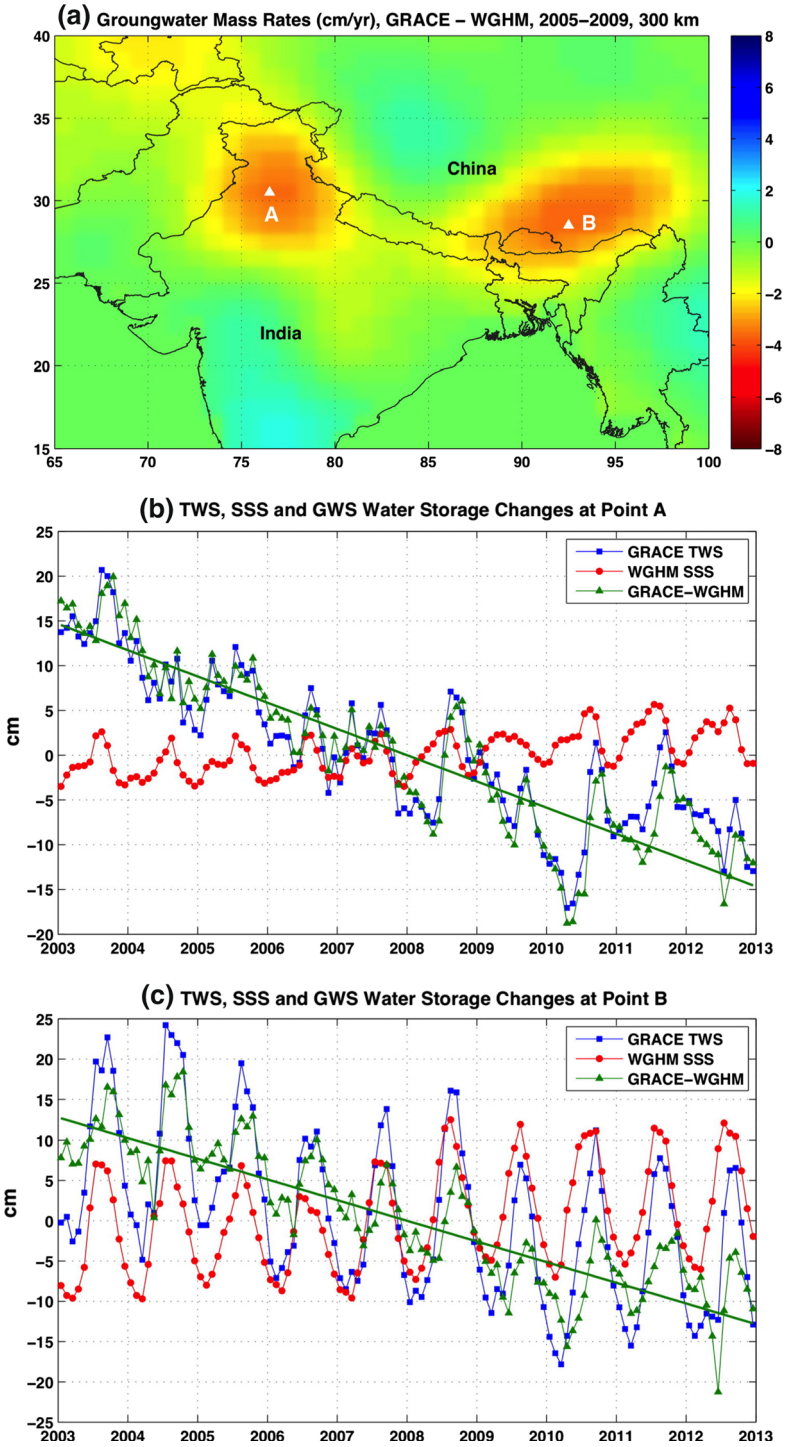 (a) Groungwater Mass Rates (cm/yr), GRACE – WGHM, 2005–2009, 300 km
40
35
30
25
20
15
65 70 75 80 85 90 95 100
China
A
B
India
8
6
4
2
0
−2
−4
−6
−8
(b) TWS, SSS and GWS Water Storage Changes at Point A
25
20
15
10
5
0
−5
−10
−15
−20
cm
GRACE TWS
WGHM SSS
GRACE−WGHM
2003 2004 2005 2006 2007 2008 2009 2010 2011 2012 2013
(c) TWS, SSS and GWS Water Storage Changes at Point B
25
20
15
10
5
0
−5
−10
−15
−20
−25
cm
GRACE TWS
WGHM SSS
GRACE−WGHM
2003 2004 2005 2006 2007 2008 2009 2010 2011 2012 2013